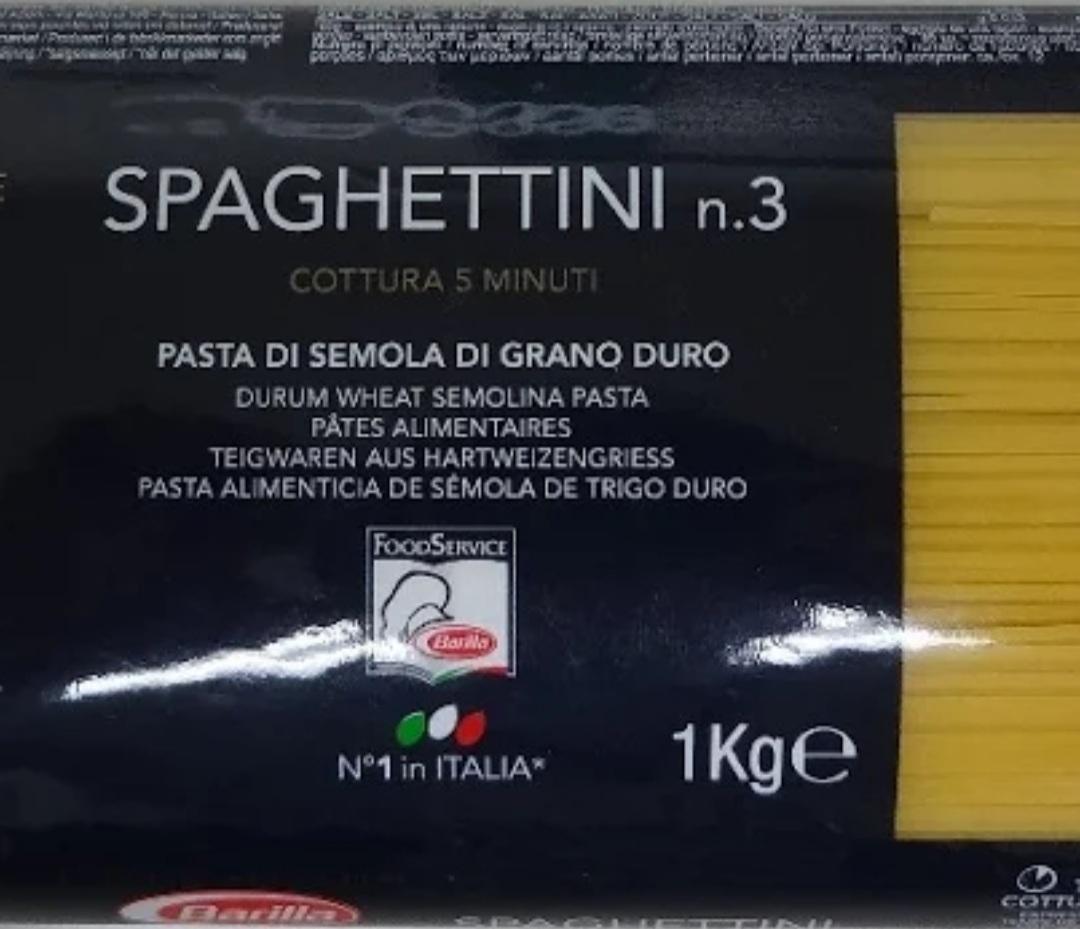 SPAGHETTINI n.3
COTTURA 5 MINUTI
PASTA DI SEMOLA DI GRANO DURO
DURUM WHEAT SEMOLINA PASTA
PÂTES ALIMENTAIRES
TEIGWAREN AUS HARTWEIZENGRIESS
PASTA ALIMENTICIA DE SÉMOLA DE TRIGO DURO
FOODSERVICE
Barilla
N°1 in ITALIA*
1Kg℮
Barilla
SPAGHETTINI